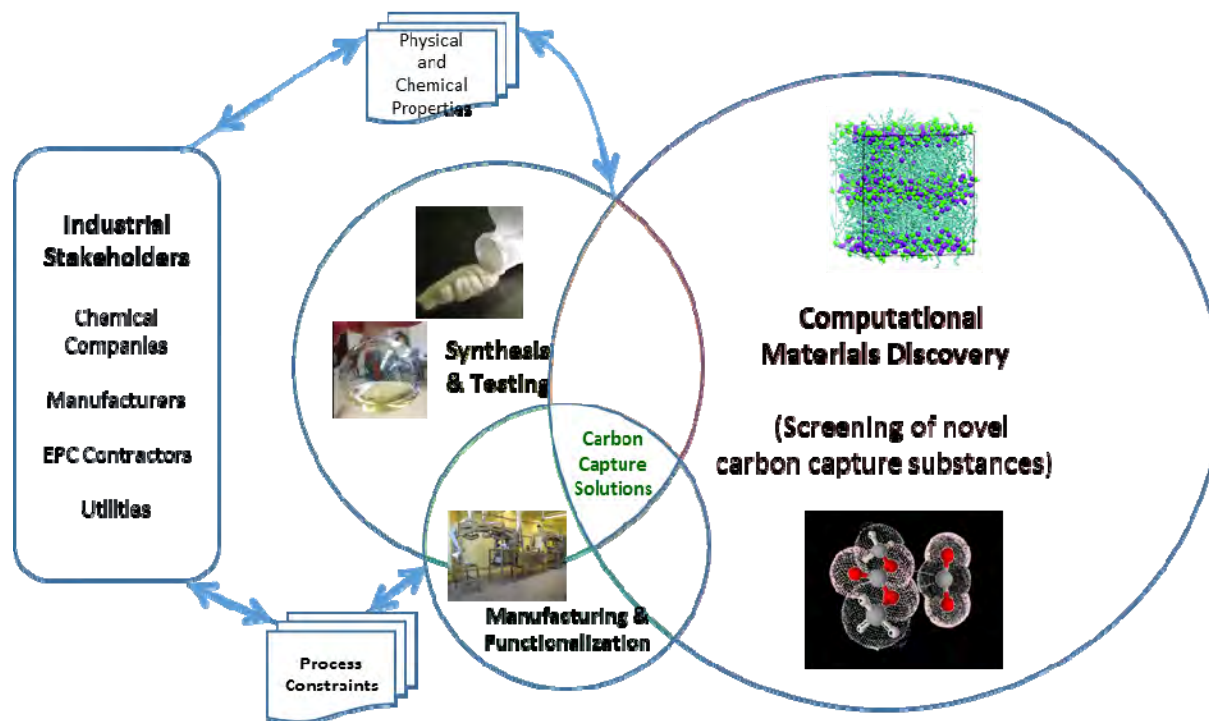 Physical
and
Chemical
Properties
Industrial
Stakeholders
Chemical
Companies
Manufacturers
EPC Contractors
Utilities
Synthesis
& Testing
Computational
Materials Discovery
(Screening of novel
carbon capture substances)
Carbon
Capture
Solutions
Manufacturing &
Functionalization
Process
Constraints